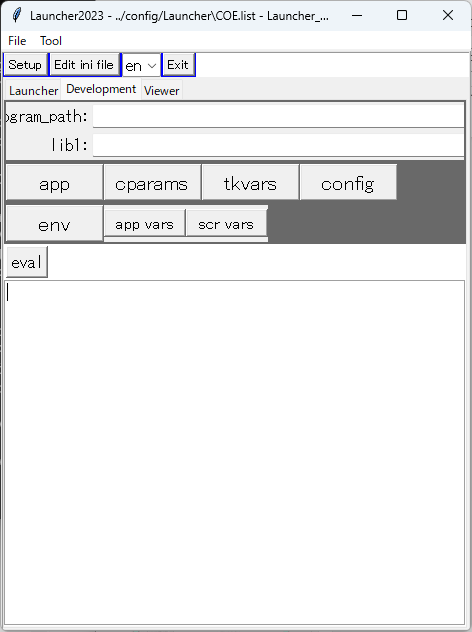 Launcher2023 - ../config/Launcher\COE.list - Launcher_...
File Tool
Setup Edit ini file en Exit
Launcher Development Viewer
ogram_path:
lib1:
app cparams tkvars config
env app vars scr vars
eval